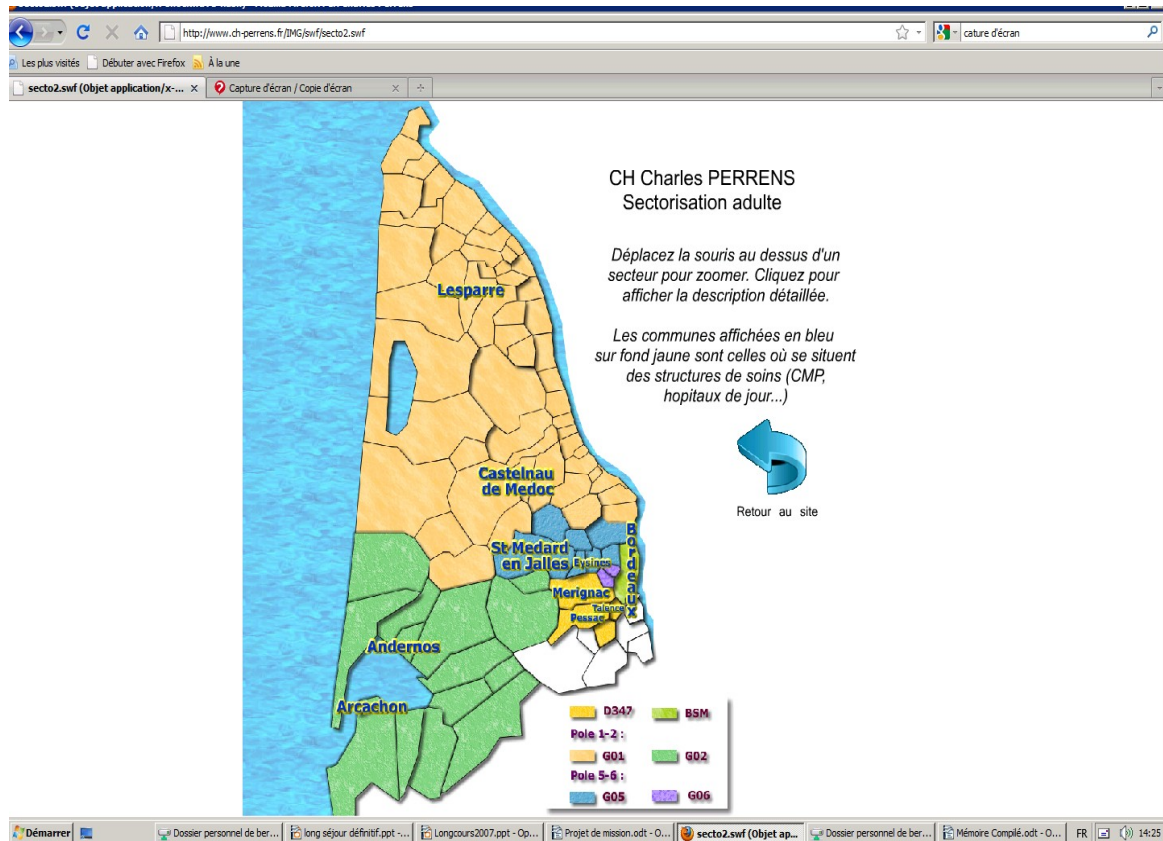 http://www.ch-perrens.fr/IMG/swf/secto2.swf
cature d'écran
Les plus visités
Débuter avec Firefox
À la une
secto2.swf (Objet application/x-...
Capture d'écran / Copie d'écran
CH Charles PERRENS
Sectorisation adulte
Déplacez la souris au dessus d'un
secteur pour zoomer. Cliquez pour
afficher la description détaillée.
Les communes affichées en bleu
sur fond jaune sont celles où se situent
des structures de soins (CMP,
hopitaux de jour...)
Retour au site
Lesparre
Castelnau
de Medoc
St Medard
en Jalles
Eysines
Bordeaux
Merignac
Talence
Pessac
Andernos
Arcachon
D347
BSM
Pole 1-2 :
G01
G02
Pole 5-6 :
G05
G06
Démarrer
Dossier personnel de ber...
long séjour définitif.ppt -...
Longcours2007.ppt - Op...
Projet de mission.odt - O...
secto2.swf (Objet ap...
Dossier personnel de ber...
Mémoire Compilé.odt - O...
FR
14:25